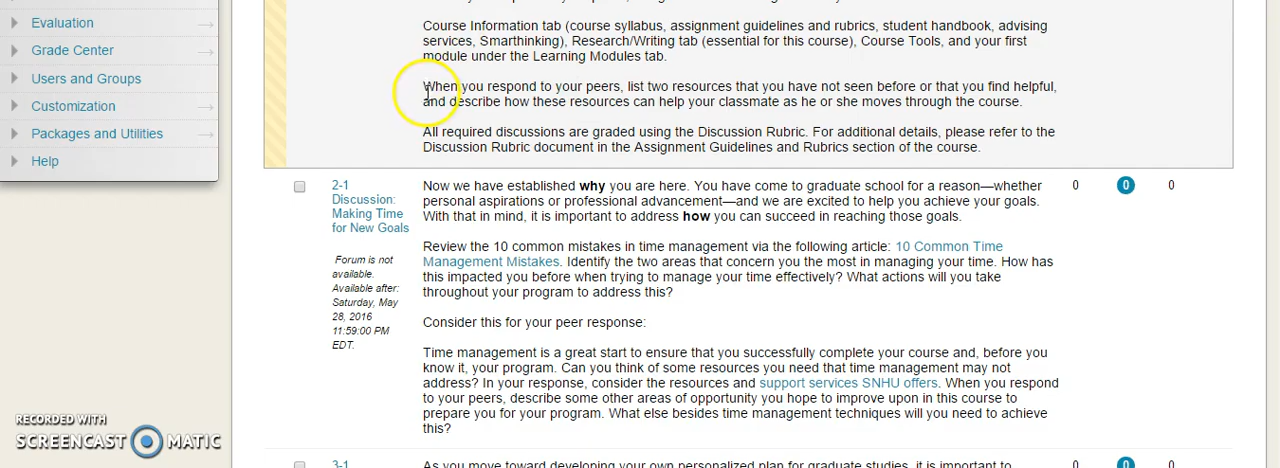 Evaluation
Grade Center
Users and Groups
Customization
Packages and Utilities
Help
Course Information tab (course syllabus, assignment guidelines and rubrics, student handbook, advising
services, Smarthinking), Research/Writing tab (essential for this course), Course Tools, and your first
module under the Learning Modules tab.
When you respond to your peers, list two resources that you have not seen before or that you find helpful,
and describe how these resources can help your classmate as he or she moves through the course.
All required discussions are graded using the Discussion Rubric. For additional details, please refer to the
Discussion Rubric document in the Assignment Guidelines and Rubrics section of the course.
2-1
Discussion:
Making Time
for New Goals
Forum is not
available.
Available after:
Saturday, May
28, 2016
11:59:00 PM
EDT.
Now we have established why you are here. You have come to graduate school for a reason—whether
personal aspirations or professional advancement—and we are excited to help you achieve your goals.
With that in mind, it is important to address how you can succeed in reaching those goals.
Review the 10 common mistakes in time management via the following article: 10 Common Time
Management Mistakes. Identify the two areas that concern you the most in managing your time. How has
this impacted you before when trying to manage your time effectively? What actions will you take
throughout your program to address this?
Consider this for your peer response:
Time management is a great start to ensure that you successfully complete your course and, before you
know it, your program. Can you think of some resources you need that time management may not
address? In your response, consider the resources and support services SNHU offers. When you respond
to your peers, describe some other areas of opportunity you hope to improve upon in this course to
prepare you for your program. What else besides time management techniques will you need to achieve
this?
0 0 0
3-1
As you move toward developing your own personalized plan for graduate studies, it is important to
0 0 0
RECORDED WITH
SCREENCAST MATIC